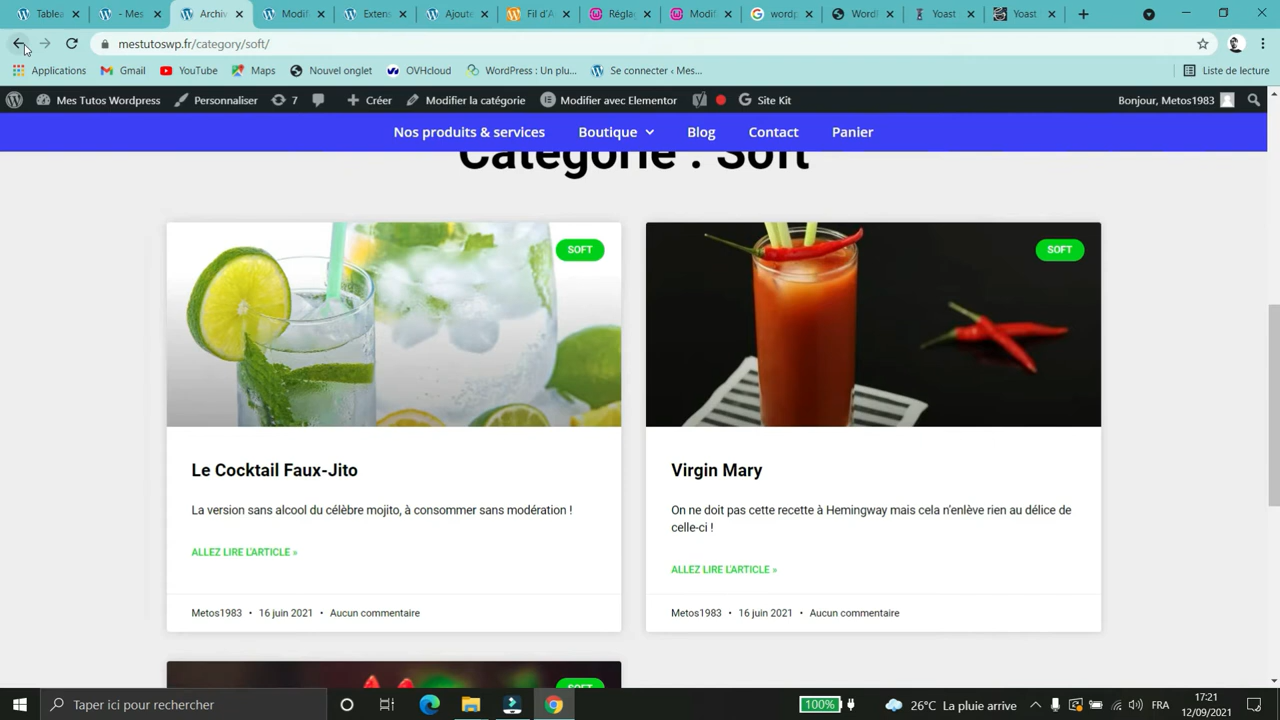 Tablea
- Mes
Archiv
Modifi
Extens
Ajoute
Fil d'A
Réglag
Modifi
wordp
Wordl
Yoast
Yoast
mestutoswp.fr/category/soft/
Applications
Gmail
YouTube
Maps
Nouvel onglet
OVHcloud
WordPress : Un plu...
Se connecter ‹ Mes...
Liste de lecture
Mes Tutos Wordpress
Personnaliser
7
Créer
Modifier la catégorie
Modifier avec Elementor
Site Kit
Bonjour, Metos1983
Nos produits & services
Boutique
Blog
Contact
Panier
Catégorie : Soft
SOFT
SOFT
Le Cocktail Faux-Jito
La version sans alcool du célèbre mojito, à consommer sans modération !
ALLEZ LIRE L'ARTICLE »
Metos1983 • 16 juin 2021 • Aucun commentaire
Virgin Mary
On ne doit pas cette recette à Hemingway mais cela n'enlève rien au délice de
celle-ci !
ALLEZ LIRE L'ARTICLE »
Metos1983 • 16 juin 2021 • Aucun commentaire
SOFT
Taper ici pour rechercher
100%
26°C La pluie arrive
FRA
17:21
12/09/2021